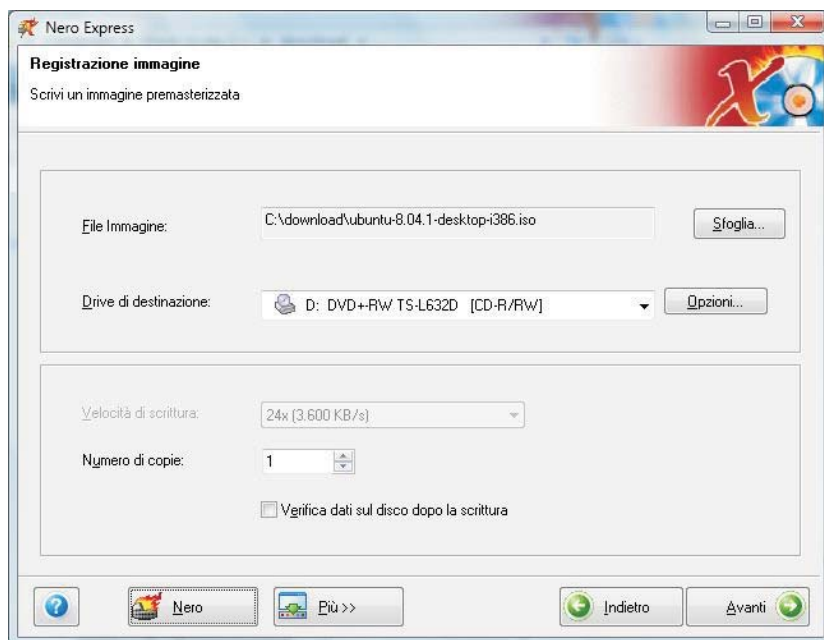 Nero Express
Registrazione immagine
Scrivi un immagine premasterizzata
File Immagine:
C:\download\ubuntu-8.04.1-desktop-i386.iso
Sfoglia...
Drive di destinazione:
D: DVD+-RW TS-L632D [CD-R/RW]
Opzioni...
Velocità di scrittura:
24x (3.600 KB/s)
Numero di copie:
1
Verifica dati sul disco dopo la scrittura
Nero
Più >>
Indietro
Avanti